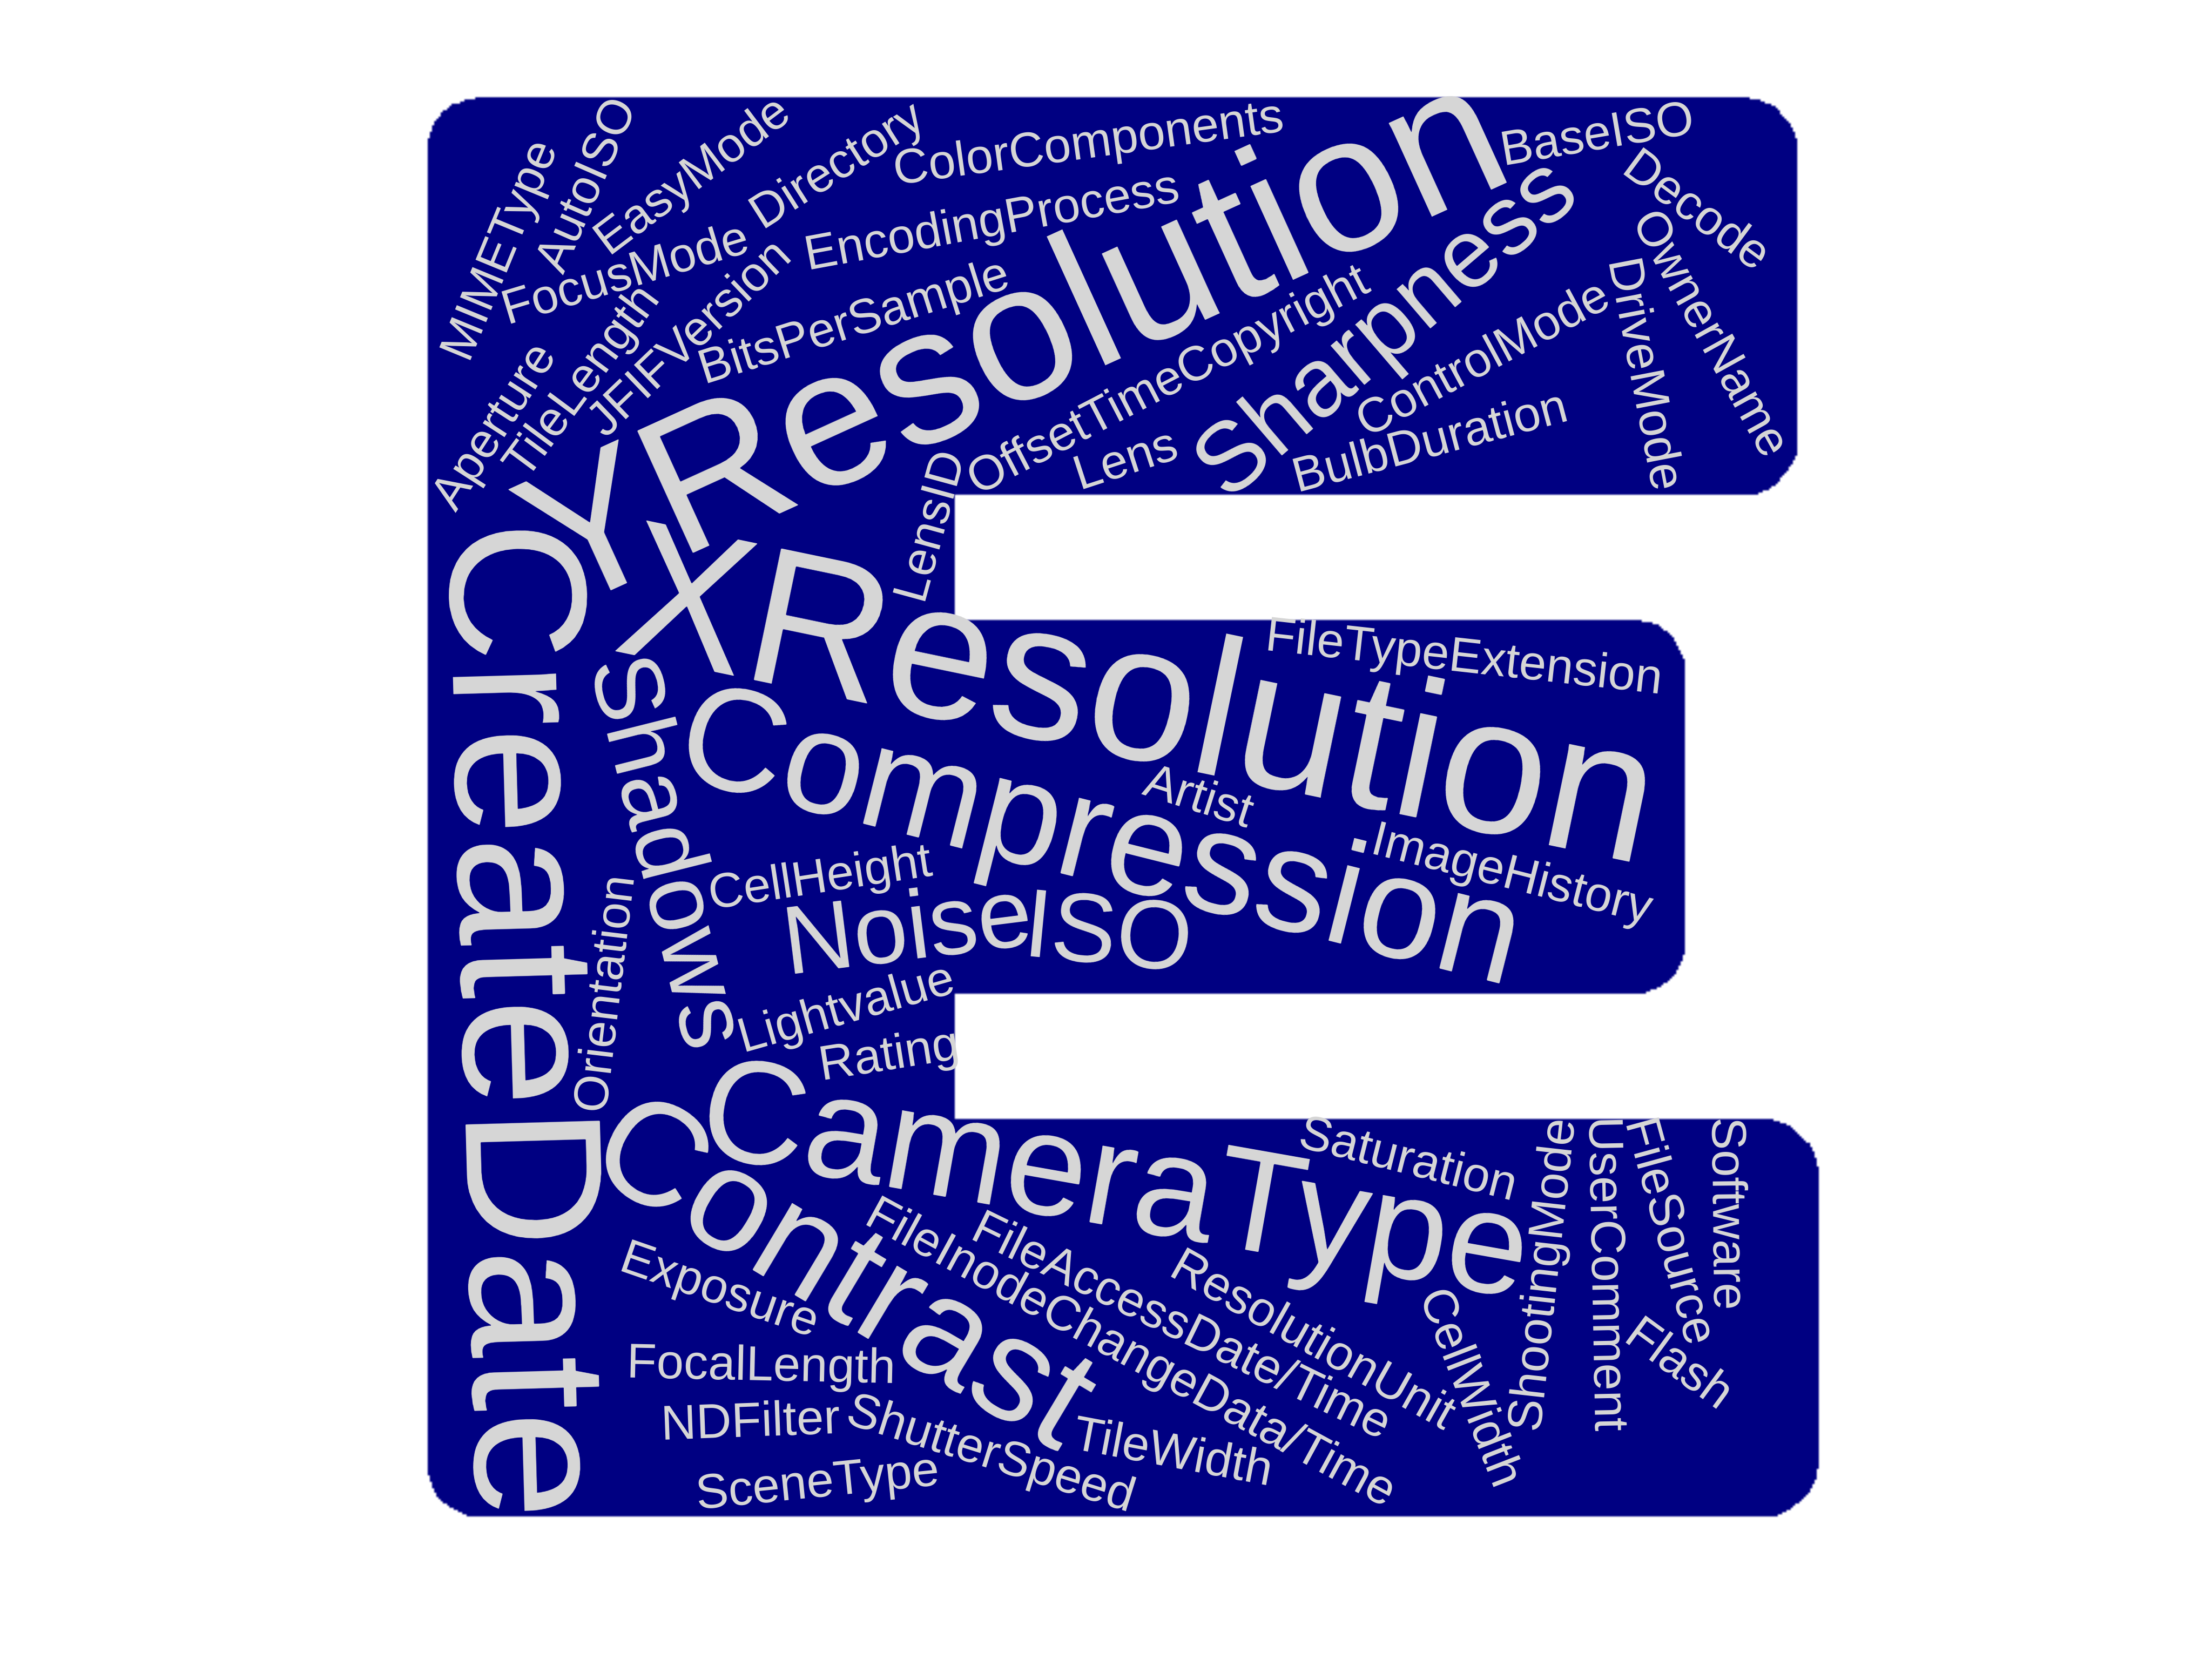 MIMEType
AutoISO
EasyMode
Directory
ColorComponents
BaseISO
Decode
FocusMode
EncodingProcess
YResolution
Sharpness
OwnerName
TileLength
JFIFVersion
BitsPerSample
OffsetTime
Copyright
ControlMode
DriveMode
Aperture
Lens
BulbDuration
LensID
CreateDate
XResolution
FileTypeExtension
Shadows
Compression
Artist
ImageHistory
CellHeight
NoiseISO
Orientation
Lightvalue
Rating
CameraType
Saturation
ShootingMode
UserComment
FileSource
Software
Contrast
FileInodeChangeData/Time
FileAccessDate/Time
ResolutionUnit
CellWidth
Flash
Exposure
FocalLength
NDFilter
ShutterSpeed
TileWidth
SceneType